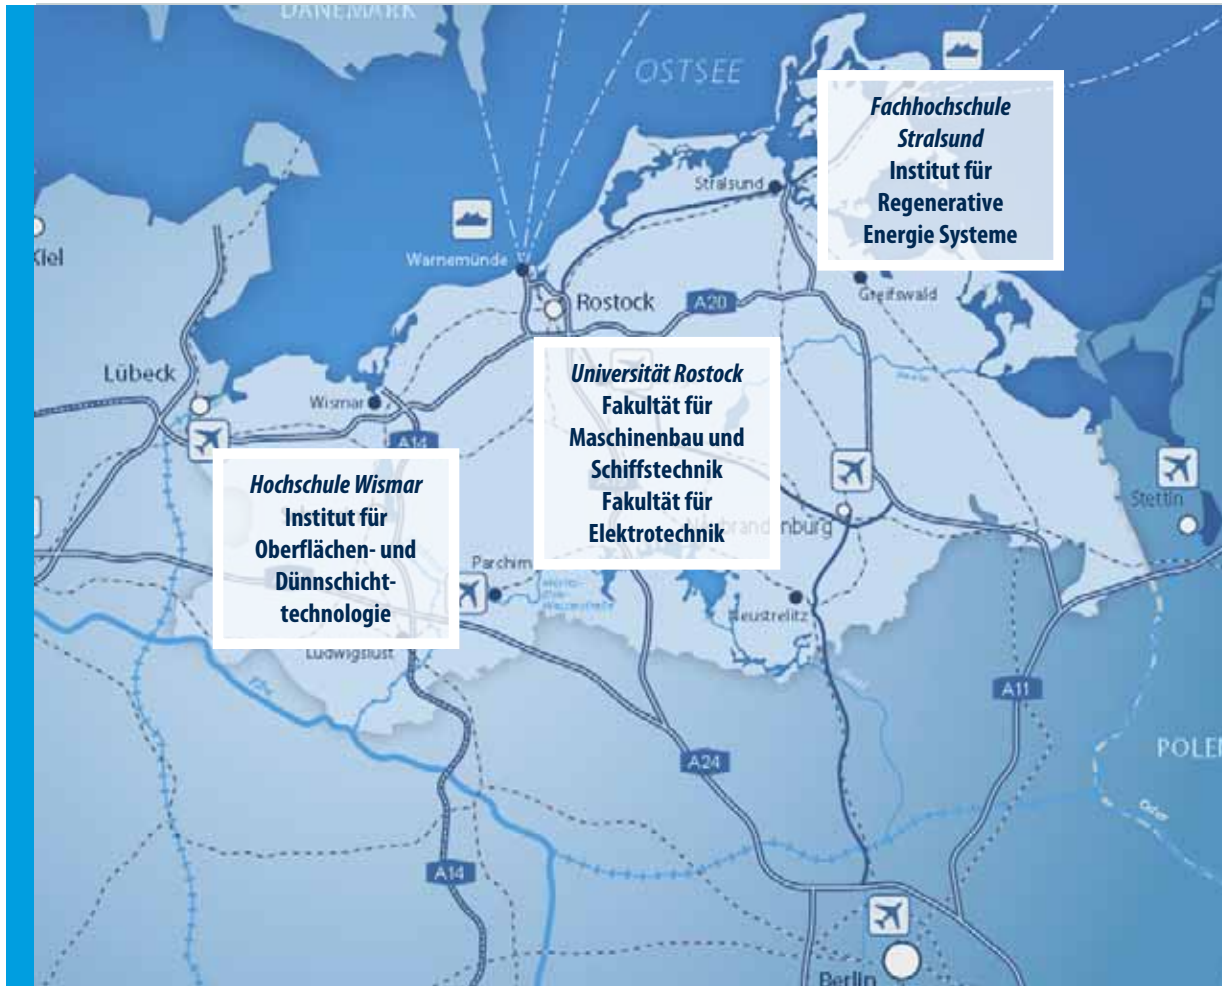 DÄNEMARK
OSTSEE
Fachhochschule
Stralsund
Institut für
Regenerative
Energie Systeme
Stralsund
Kiel
Warnemünde
Greifswald
Rostock
A20
Lübeck
Wismar
A14
Universität Rostock
Fakultät für
Maschinenbau und
Schiffstechnik
Fakultät für
Elektrotechnik
Hochschule Wismar
Institut für
Oberflächen- und
Dünnschicht-
technologie
Stettin
Parchim
Neustrelitz
Ludwigslust
Elbe
A11
POLEN
A24
Oder
A14
Berlin